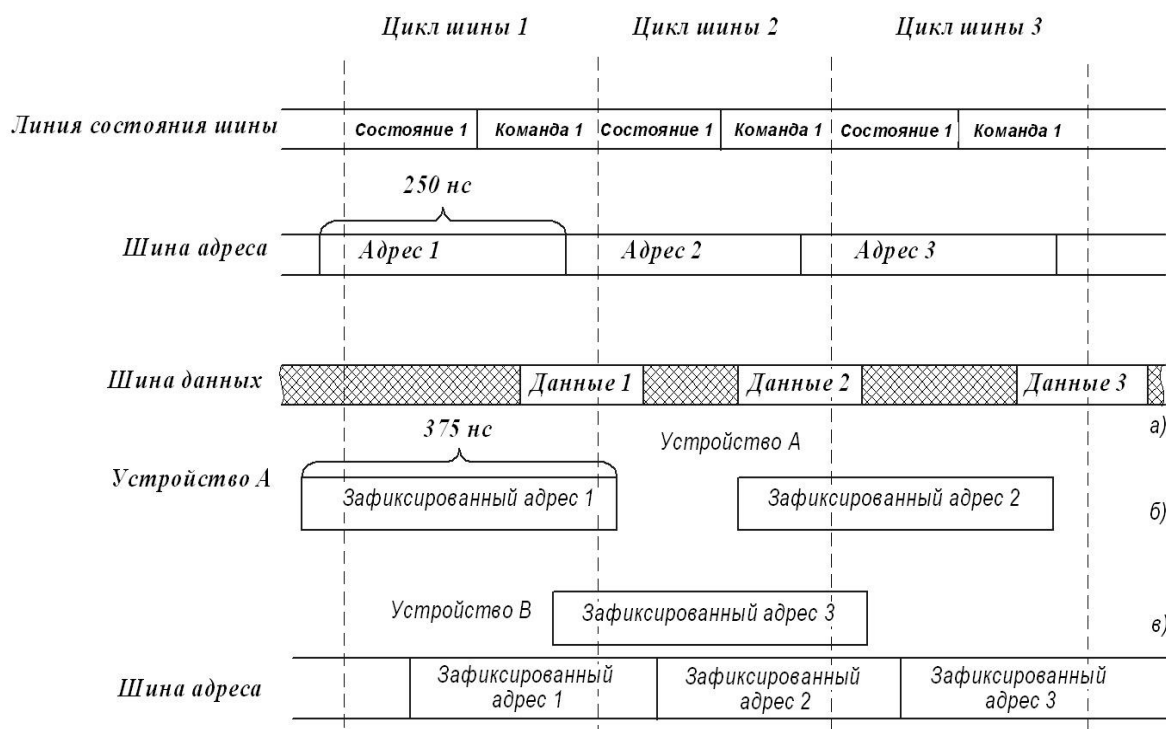 Цикл шины 1 Цикл шины 2 Цикл шины 3
Линия состояния шины
Состояние 1 Команда 1 Состояние 1 Команда 1 Состояние 1 Команда 1
250 нс
Шина адреса
Адрес 1 Адрес 2 Адрес 3
Шина данных
Данные 1 Данные 2 Данные 3
375 нс
Устройство А
а)
Устройство А
Зафиксированный адрес 1 Зафиксированный адрес 2
б)
Устройство В
Зафиксированный адрес 3
в)
Шина адреса
Зафиксированный
адрес 1
Зафиксированный
адрес 2
Зафиксированный
адрес 3